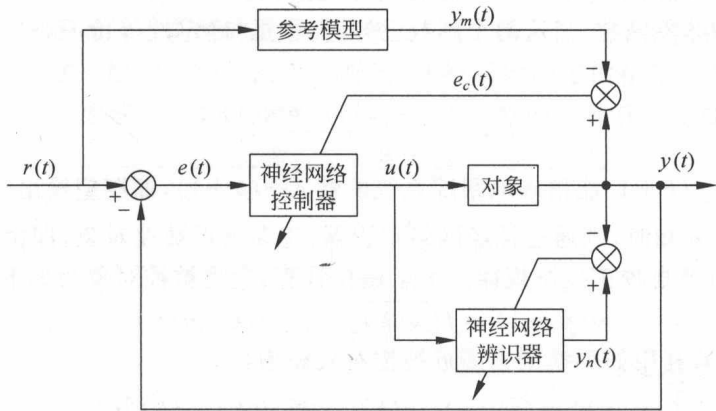 参考模型
y_m(t)
−
e_c(t)
+
r(t)
+
−
e(t)
神经网络
控制器
u(t)
对象
y(t)
−
+
神经网络
辨识器
y_n(t)